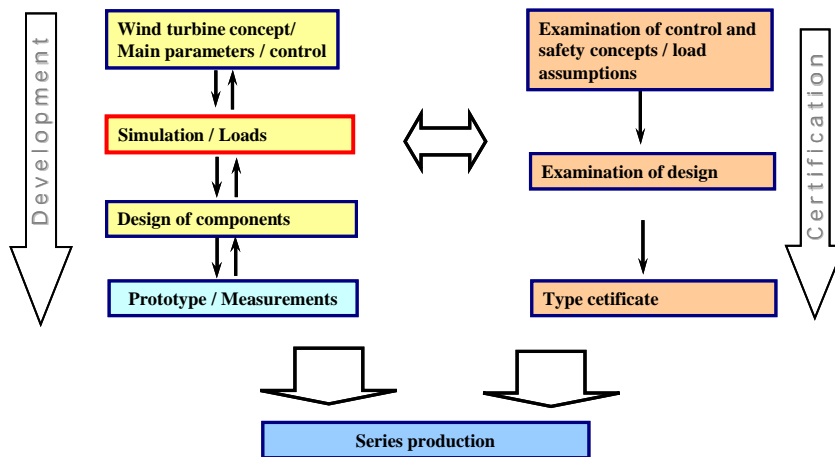 Development
Wind turbine concept/
Main parameters / control
Simulation / Loads
Design of components
Prototype / Measurements
Examination of control and
safety concepts / load
assumptions
Examination of design
Type cetificate
Certification
Series production